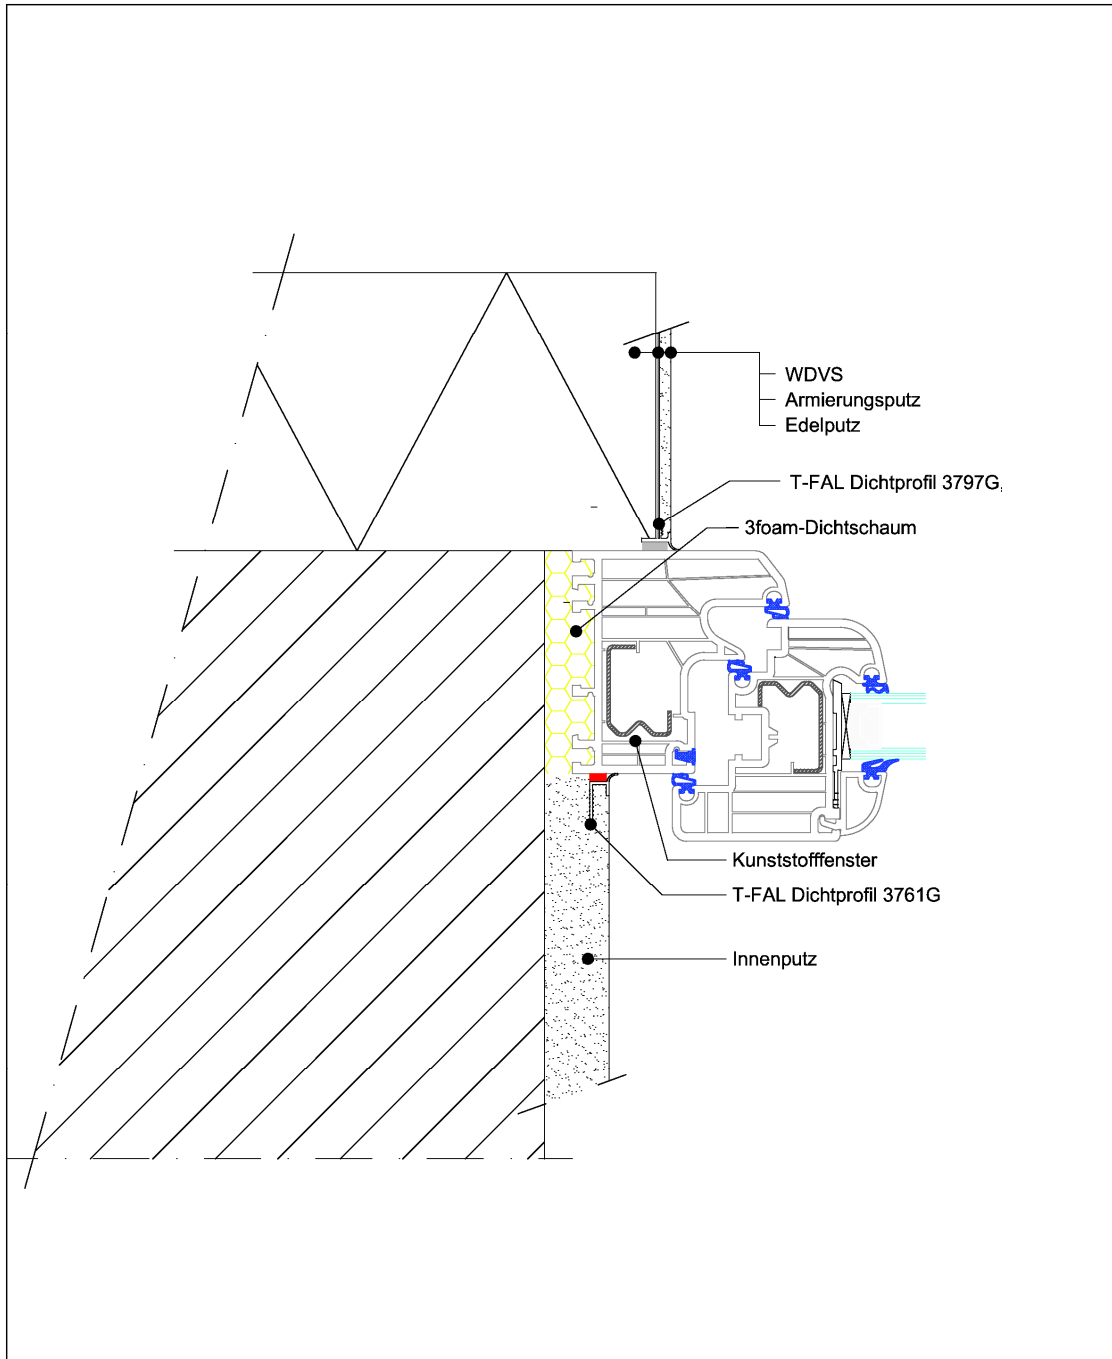 WDVS
Armierungsputz
Edelputz
T-FAL Dichtprofil 3797G
3foam-Dichtschaum
Kunststofffenster
T-FAL Dichtprofil 3761G
Innenputz